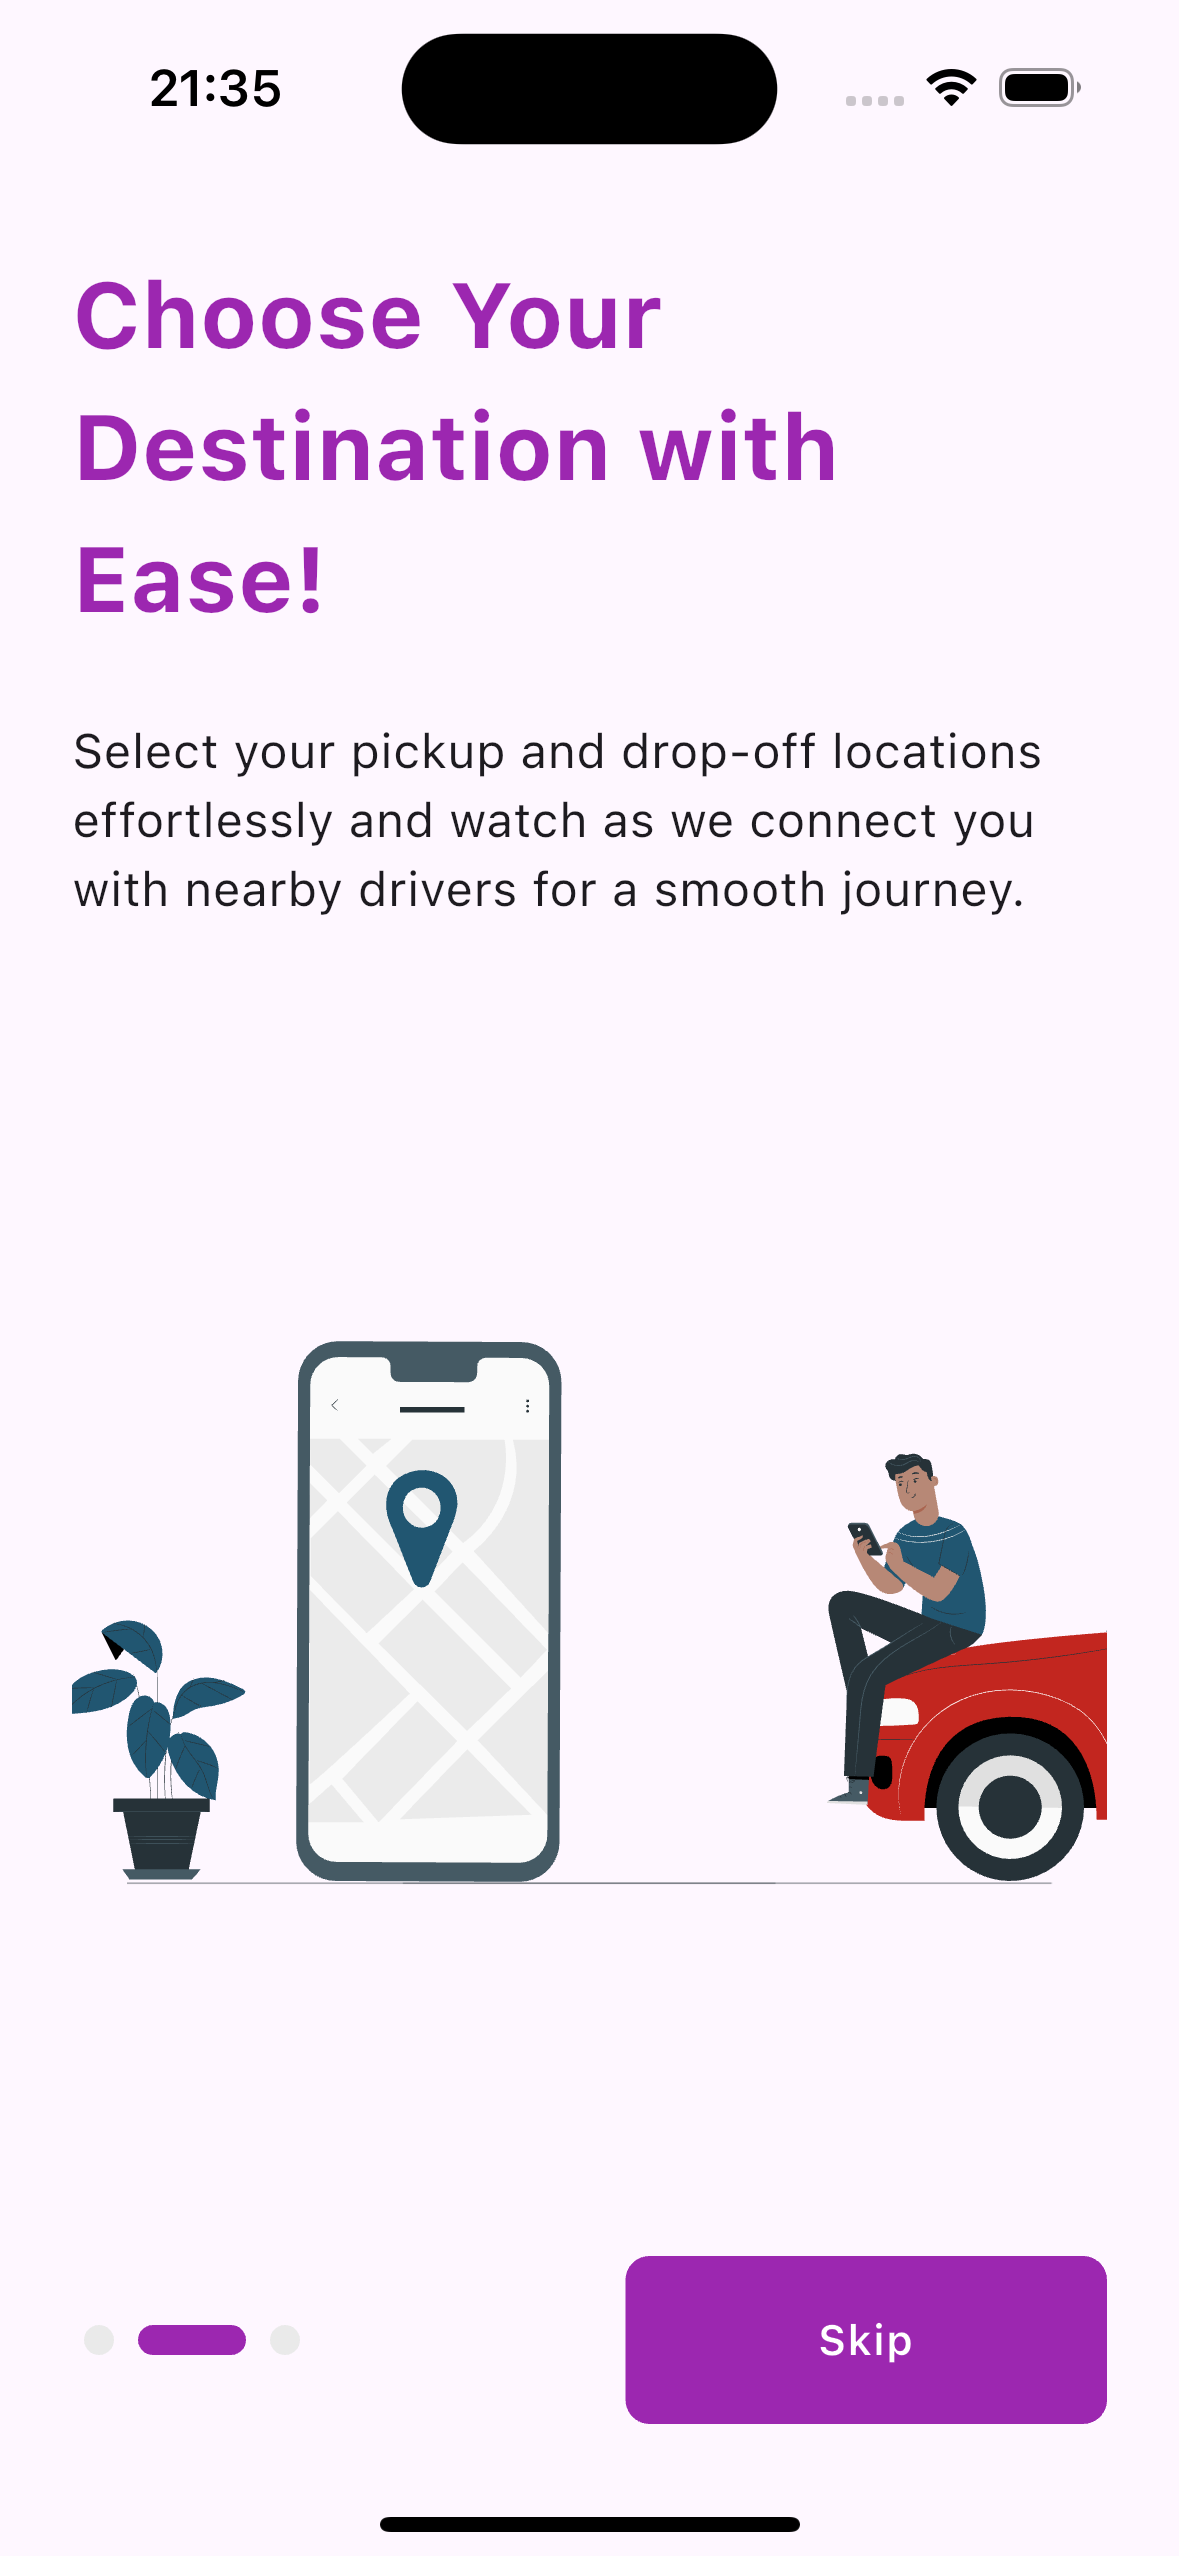 21:35
Choose Your
Destination with
Ease!
Select your pickup and drop-off locations
effortlessly and watch as we connect you
with nearby drivers for a smooth journey.
Skip